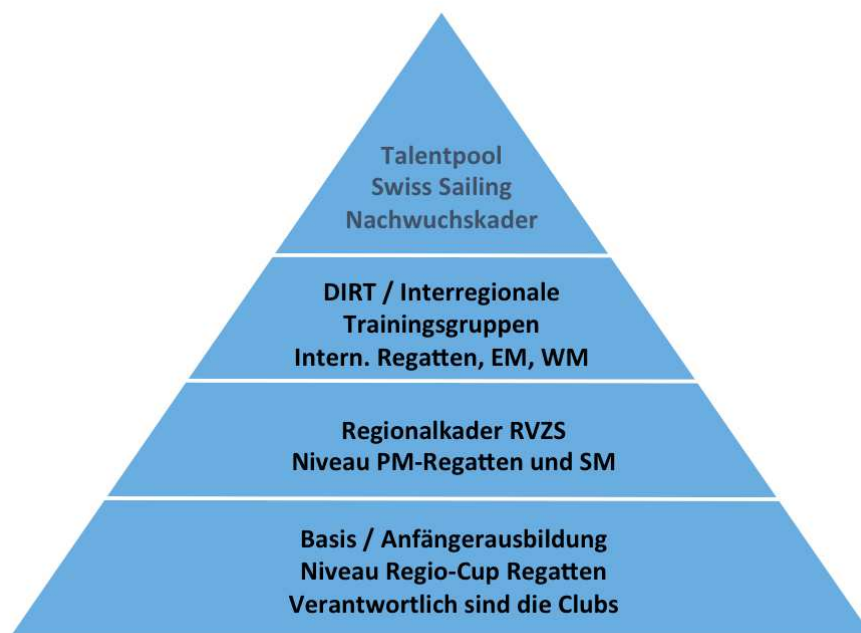 Talentpool
Swiss Sailing
Nachwuchskader
DIRT / Interregionale
Trainingsgruppen
Intern. Regatten, EM, WM
Regionalkader RVZS
Niveau PM-Regatten und SM
Basis / Anfängerausbildung
Niveau Regio-Cup Regatten
Verantwortlich sind die Clubs